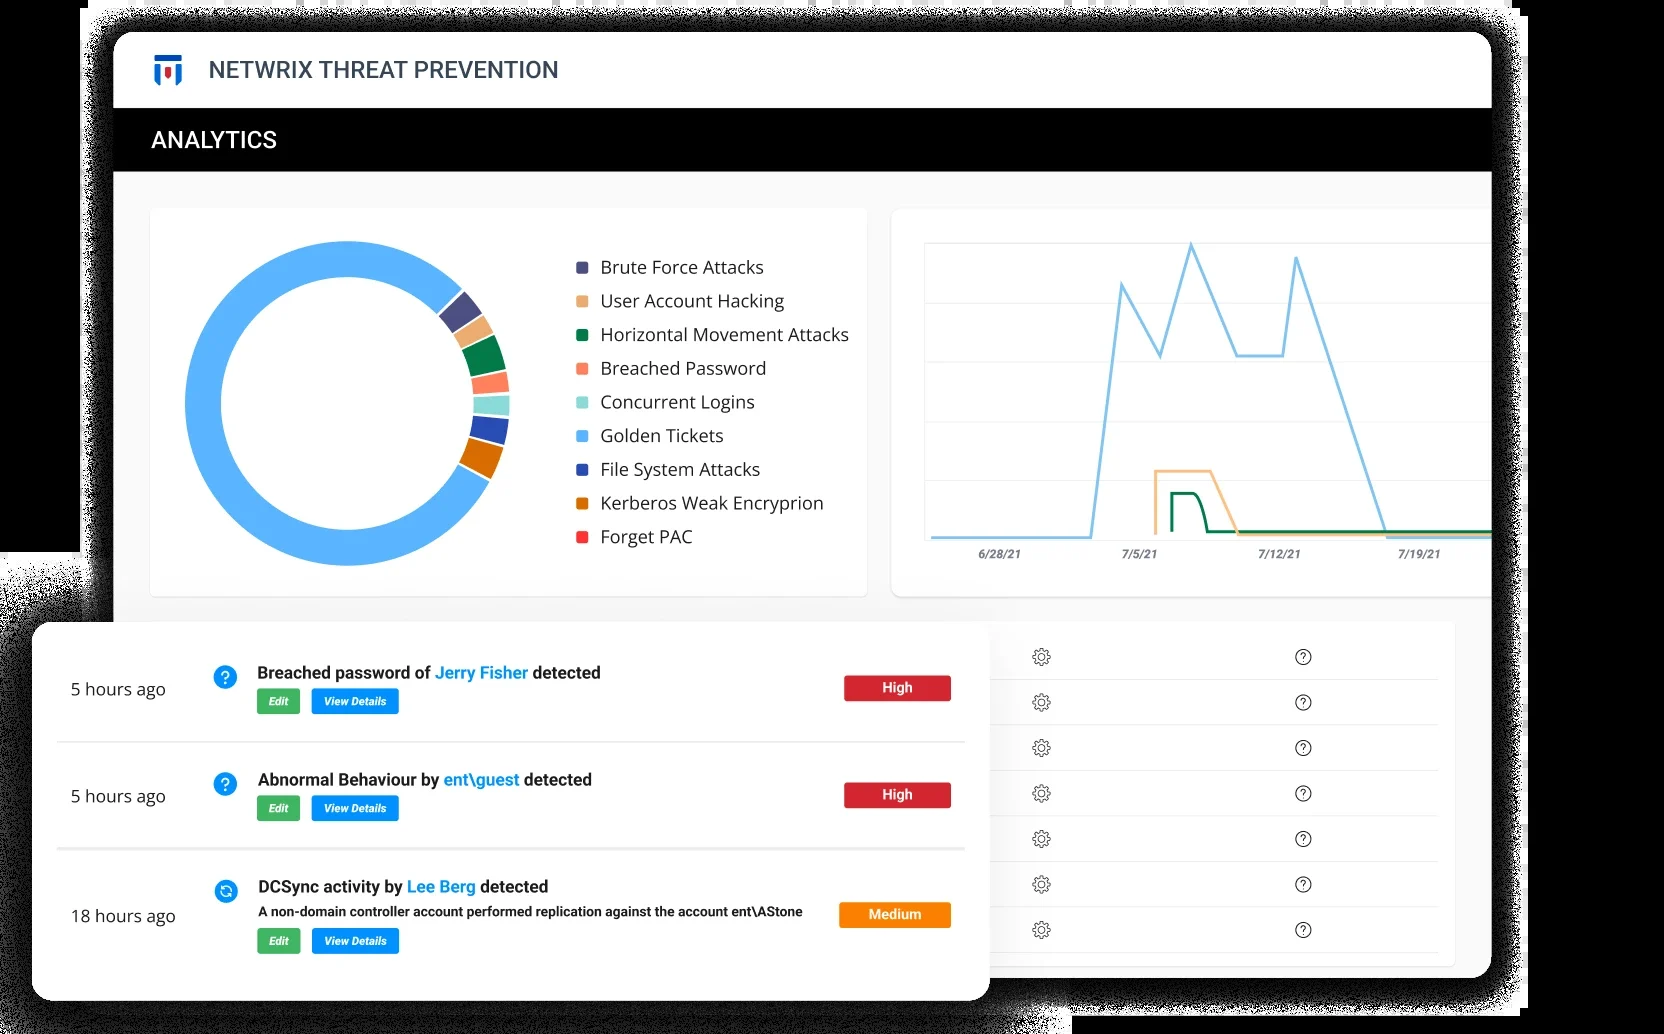 NETWRIX THREAT PREVENTION
ANALYTICS
Brute Force Attacks
User Account Hacking
Horizontal Movement Attacks
Breached Password
Concurrent Logins
Golden Tickets
File System Attacks
Kerberos Weak Encryprion
Forget PAC
6/28/21 7/5/21 7/12/21 7/19/21
5 hours ago ? Breached password of Jerry Fisher detected High
Edit View Details
5 hours ago ? Abnormal Behaviour by ent\guest detected High
Edit View Details
DCSync activity by Lee Berg detected
18 hours ago A non-domain controller account performed replication against the account ent\AStone Medium
Edit View Details
?
?
?
?
?
?
?